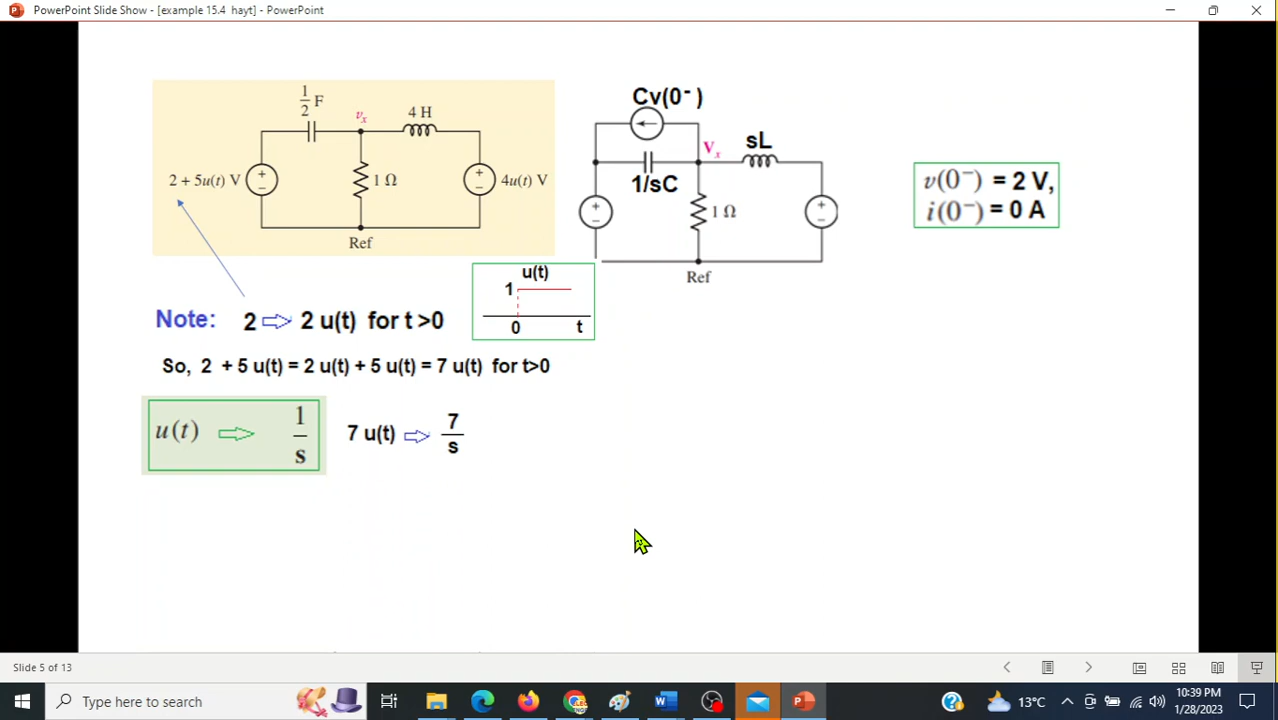 PowerPoint Slide Show - [example 15.4 hayt] - PowerPoint
1/2 F
vx
4 H
2 + 5u(t) V
1 Ω
4u(t) V
Ref
Cv(0⁻)
Vx
sL
1/sC
1 Ω
Ref
v(0⁻) = 2 V,
i(0⁻) = 0 A
u(t)
1
0 t
Note: 2 ⇨ 2 u(t) for t >0
So, 2 + 5 u(t) = 2 u(t) + 5 u(t) = 7 u(t) for t>0
u(t) ⇨ 1/s
7 u(t) ⇨ 7/s
Slide 5 of 13
Type here to search
13°C
10:39 PM
1/28/2023